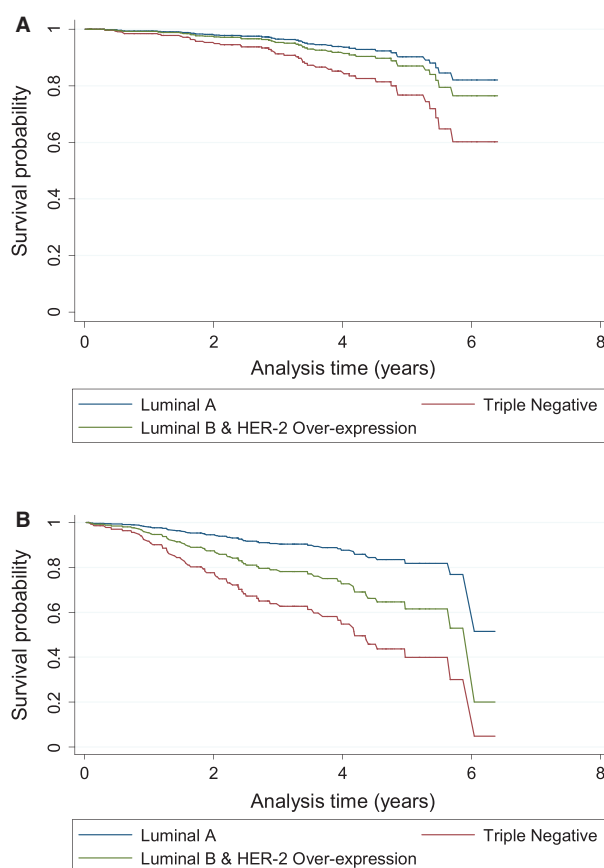 A
1
0.8
0.6
0.4
0.2
0
Survival probability
0 2 4 6 8
Analysis time (years)
Luminal A Triple Negative
Luminal B & HER-2 Over-expression
B
1
0.8
0.6
0.4
0.2
0
Survival probability
0 2 4 6 8
Analysis time (years)
Luminal A Triple Negative
Luminal B & HER-2 Over-expression